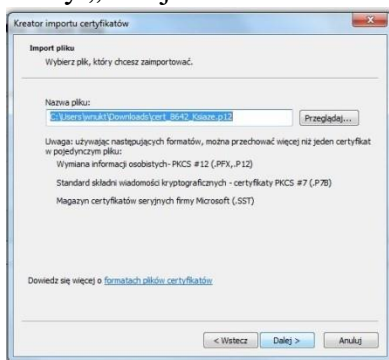 Kreator importu certyfikatów
Import pliku
Wybierz plik, który chcesz zaimportować.
Nazwa pliku:
C:\Users\wnukt\Downloads\cert_8642_Ksiaze.p12
Przeglądaj...
Uwaga: używając następujących formatów, można przechować więcej niż jeden certyfikat
w pojedynczym pliku:
Wymiana informacji osobistych- PKCS #12 (.PFX,.P12)
Standard składni wiadomości kryptograficznych - certyfikaty PKCS #7 (.P7B)
Magazyn certyfikatów seryjnych firmy Microsoft (.SST)
Dowiedz się więcej o formatach plików certyfikatów
< Wstecz
Dalej >
Anuluj